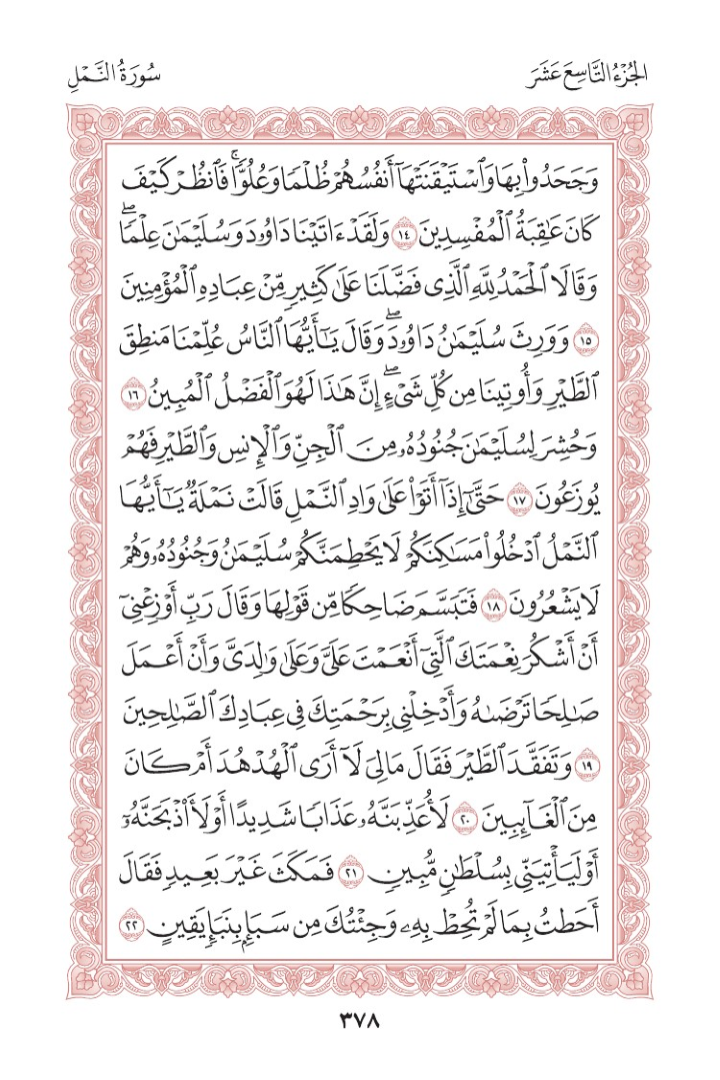 الجُزْءُ التَّاسِعَ عَشَرَ
سُورَةُ النَّمْلِ
وَجَحَدُوا۟ بِهَا وَٱسْتَيْقَنَتْهَآ أَنفُسُهُمْ ظُلْمًا وَعُلُوًّا ۚ فَٱنظُرْ كَيْفَ
كَانَ عَـٰقِبَةُ ٱلْمُفْسِدِينَ ١٤ وَلَقَدْ ءَاتَيْنَا دَاوُۥدَ وَسُلَيْمَـٰنَ عِلْمًا ۖ
وَقَالَا ٱلْحَمْدُ لِلَّهِ ٱلَّذِى فَضَّلَنَا عَلَىٰ كَثِيرٍ مِّنْ عِبَادِهِ ٱلْمُؤْمِنِينَ
١٥ وَوَرِثَ سُلَيْمَـٰنُ دَاوُۥدَ ۖ وَقَالَ يَـٰٓأَيُّهَا ٱلنَّاسُ عُلِّمْنَا مَنطِقَ
ٱلطَّيْرِ وَأُوتِينَا مِن كُلِّ شَىْءٍ ۖ إِنَّ هَـٰذَا لَهُوَ ٱلْفَضْلُ ٱلْمُبِينُ ١٦
وَحُشِرَ لِسُلَيْمَـٰنَ جُنُودُهُۥ مِنَ ٱلْجِنِّ وَٱلْإِنسِ وَٱلطَّيْرِ فَهُمْ
يُوزَعُونَ ١٧ حَتَّىٰٓ إِذَآ أَتَوْا۟ عَلَىٰ وَادِ ٱلنَّمْلِ قَالَتْ نَمْلَةٌ يَـٰٓأَيُّهَا
ٱلنَّمْلُ ٱدْخُلُوا۟ مَسَـٰكِنَكُمْ لَا يَحْطِمَنَّكُمْ سُلَيْمَـٰنُ وَجُنُودُهُۥ وَهُمْ
لَا يَشْعُرُونَ ١٨ فَتَبَسَّمَ ضَاحِكًا مِّن قَوْلِهَا وَقَالَ رَبِّ أَوْزِعْنِىٓ
أَنْ أَشْكُرَ نِعْمَتَكَ ٱلَّتِىٓ أَنْعَمْتَ عَلَىَّ وَعَلَىٰ وَٰلِدَىَّ وَأَنْ أَعْمَلَ
صَـٰلِحًا تَرْضَىٰهُ وَأَدْخِلْنِى بِرَحْمَتِكَ فِى عِبَادِكَ ٱلصَّـٰلِحِينَ
١٩ وَتَفَقَّدَ ٱلطَّيْرَ فَقَالَ مَا لِىَ لَآ أَرَى ٱلْهُدْهُدَ أَمْ كَانَ
مِنَ ٱلْغَآئِبِينَ ٢٠ لَأُعَذِّبَنَّهُۥ عَذَابًا شَدِيدًا أَوْ لَأَا۟ذْبَحَنَّهُۥٓ
أَوْ لَيَأْتِيَنِّى بِسُلْطَـٰنٍ مُّبِينٍ ٢١ فَمَكَثَ غَيْرَ بَعِيدٍ فَقَالَ
أَحَطتُ بِمَا لَمْ تُحِطْ بِهِۦ وَجِئْتُكَ مِن سَبَإٍۭ بِنَبَإٍ يَقِينٍ ٢٢
٣٧٨